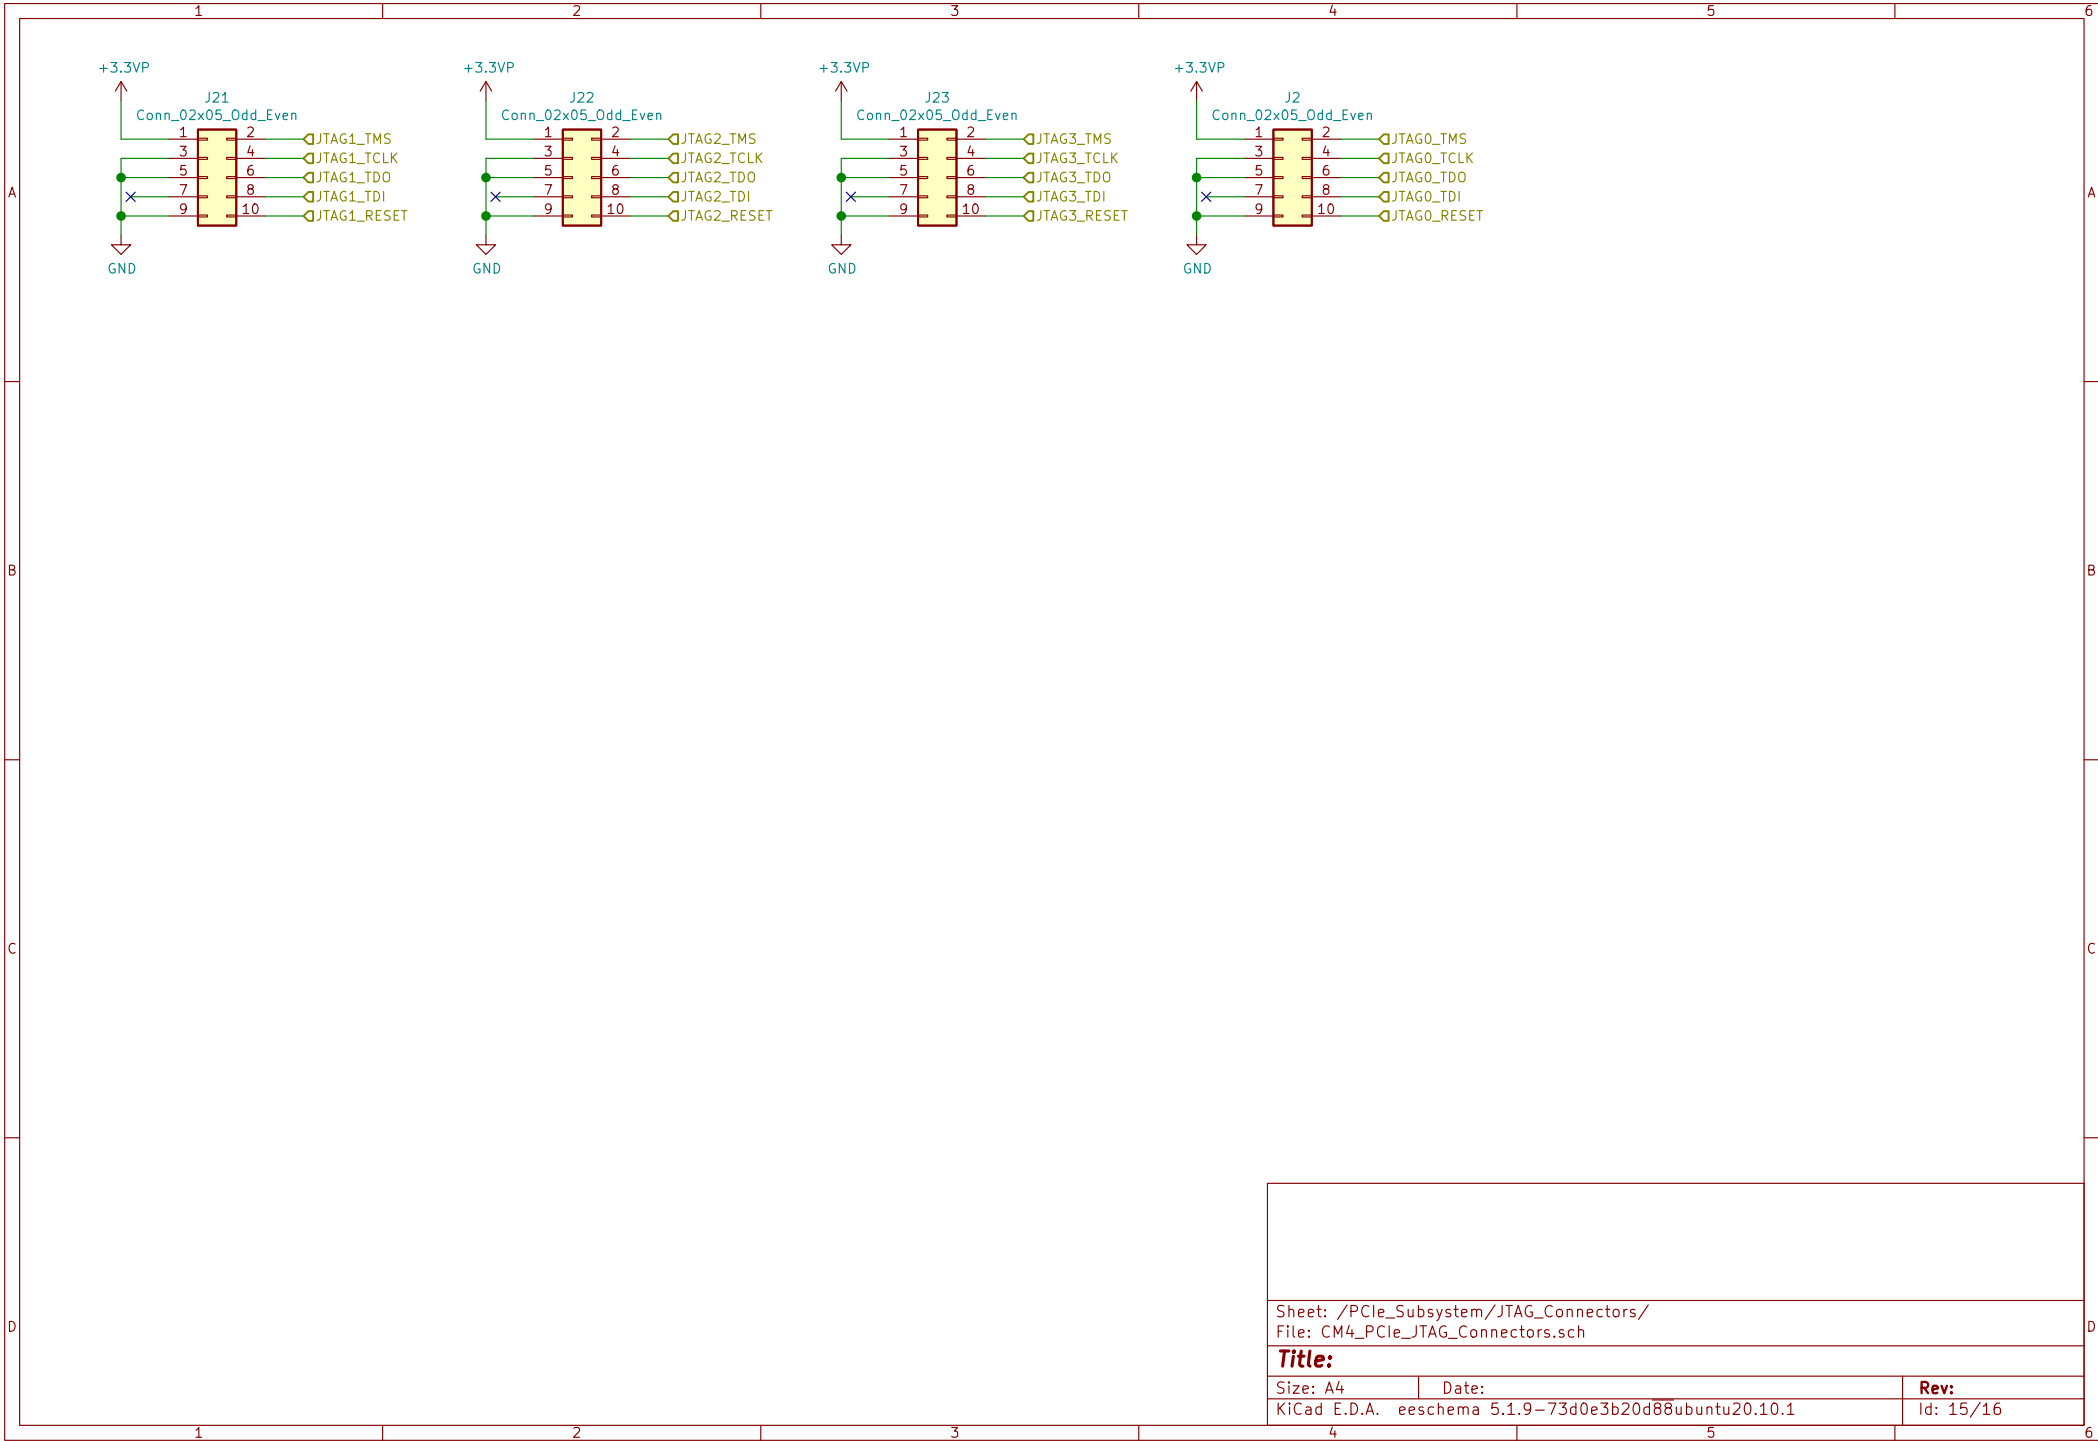 1 2 3 4 5 6
+3.3VP +3.3VP +3.3VP +3.3VP
J21 J22 J23 J2
Conn_02x05_Odd_Even Conn_02x05_Odd_Even Conn_02x05_Odd_Even Conn_02x05_Odd_Even
1 2 JTAG1_TMS 1 2 JTAG2_TMS 1 2 JTAG3_TMS 1 2 JTAG0_TMS
3 4 JTAG1_TCLK 3 4 JTAG2_TCLK 3 4 JTAG3_TCLK 3 4 JTAG0_TCLK
5 6 JTAG1_TDO 5 6 JTAG2_TDO 5 6 JTAG3_TDO 5 6 JTAG0_TDO
A 7 8 JTAG1_TDI 7 8 JTAG2_TDI 7 8 JTAG3_TDI 7 8 JTAG0_TDI A
9 10 JTAG1_RESET 9 10 JTAG2_RESET 9 10 JTAG3_RESET 9 10 JTAG0_RESET
GND GND GND GND
B B
C C
Sheet: /PCIe_Subsystem/JTAG_Connectors/
D D
File: CM4_PCIe_JTAG_Connectors.sch
Title:
Size: A4 Date: Rev:
KiCad E.D.A. eeschema 5.1.9-73d0e3b20d88ubuntu20.10.1 Id: 15/16
1 2 3 4 5 6